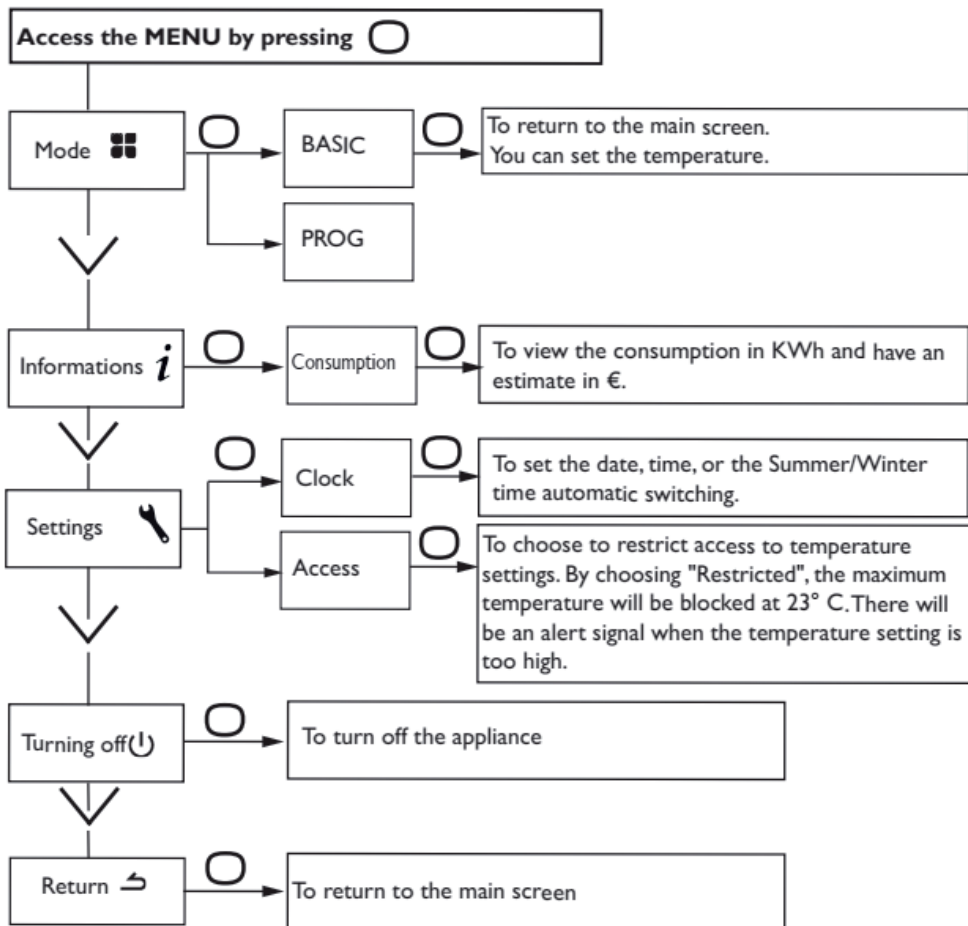 Access the MENU by pressing
Mode
BASIC
To return to the main screen.
You can set the temperature.
PROG
Informations i
Consumption
To view the consumption in KWh and have an
estimate in €.
Settings
Clock
To set the date, time, or the Summer/Winter
time automatic switching.
Access
To choose to restrict access to temperature
settings. By choosing "Restricted", the maximum
temperature will be blocked at 23° C.There will
be an alert signal when the temperature setting is
too high.
Turning off
To turn off the appliance
Return
To return to the main screen